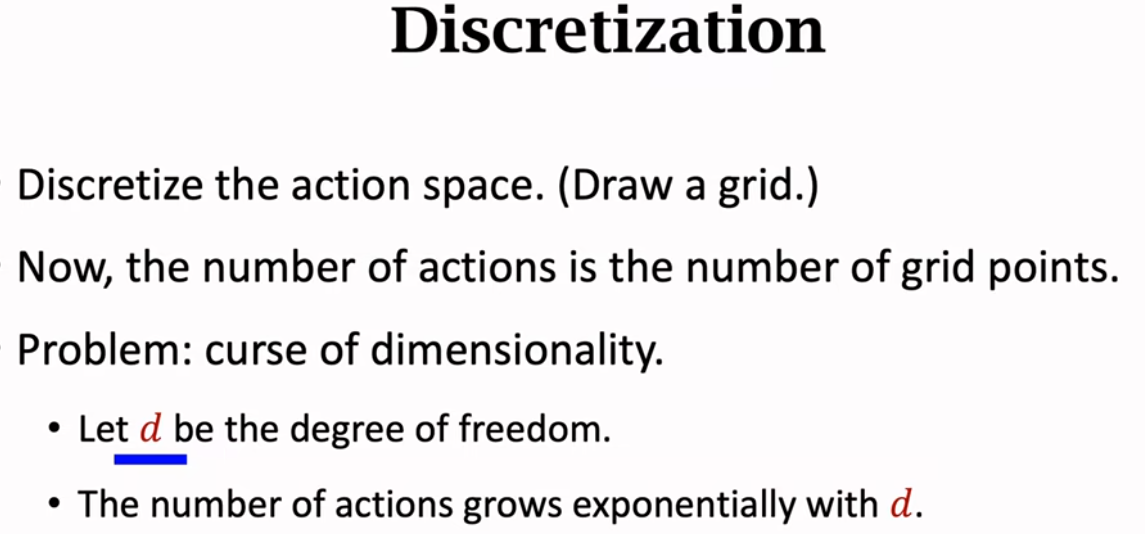 Discretization
Discretize the action space. (Draw a grid.)
Now, the number of actions is the number of grid points.
Problem: curse of dimensionality.
• Let d be the degree of freedom.
• The number of actions grows exponentially with d.